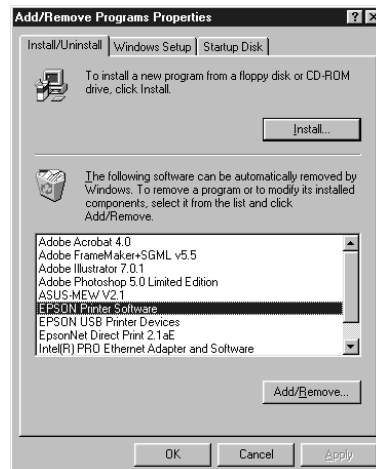 Add/Remove Programs Properties
Install/Uninstall Windows Setup Startup Disk
To install a new program from a floppy disk or CD-ROM
drive, click Install.
Install...
The following software can be automatically removed by
Windows. To remove a program or to modify its installed
components, select it from the list and click
Add/Remove.
Adobe Acrobat 4.0
Adobe FrameMaker+SGML v5.5
Adobe Illustrator 7.0.1
Adobe Photoshop 5.0 Limited Edition
ASUS-MEW V2.1
EPSON Printer Software
EPSON USB Printer Devices
EpsonNet Direct Print 2.1aE
Intel(R) PRO Ethernet Adapter and Software
Add/Remove...
OK Cancel Apply